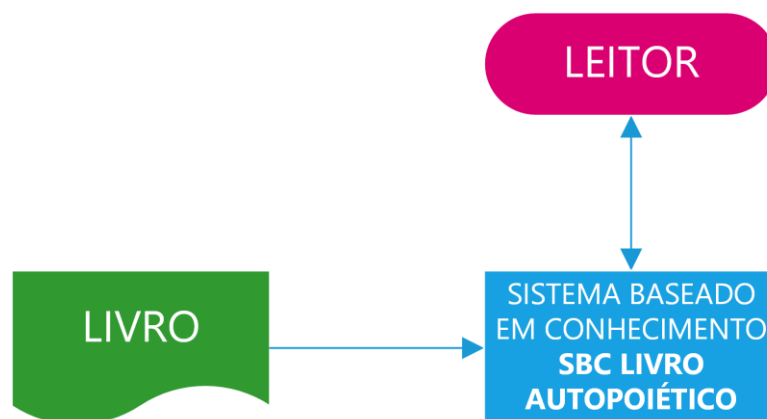 LEITOR
LIVRO
SISTEMA BASEADO
EM CONHECIMENTO
SBC LIVRO
AUTOPOIÉTICO